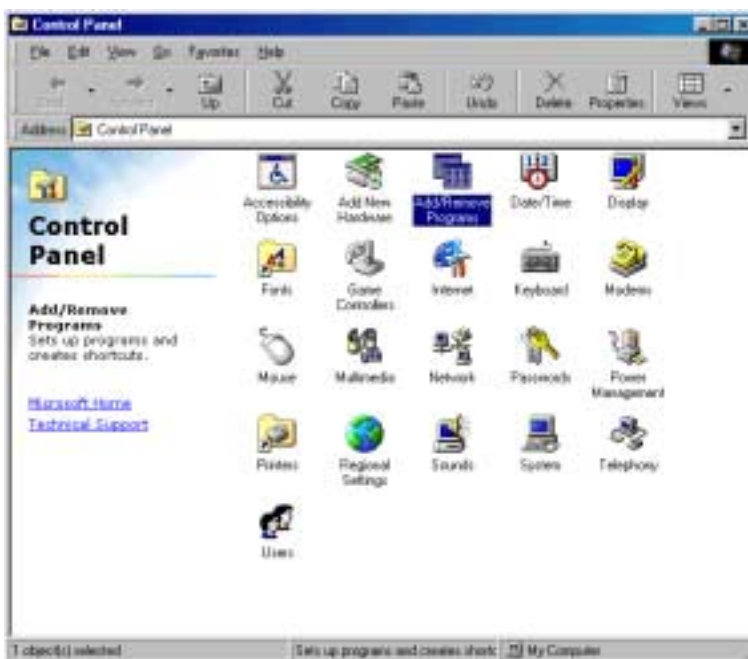 Control Panel
File Edit View Go Favorites Help
Up Cut Copy Paste Undo Delete Properties Views
Address Control Panel
Control
Panel
Add/Remove
Programs
Sets up programs and
creates shortcuts.
Microsoft Home
Technical Support
Accessibility
Options
Add New
Hardware
Add/Remove
Programs
Date/Time
Display
Fonts
Game
Controllers
Internet
Keyboard
Modems
Mouse
Multimedia
Network
Passwords
Power
Management
Printers
Regional
Settings
Sounds
System
Telephony
Users
1 object(s) selected
Sets up programs and creates shortc
My Computer